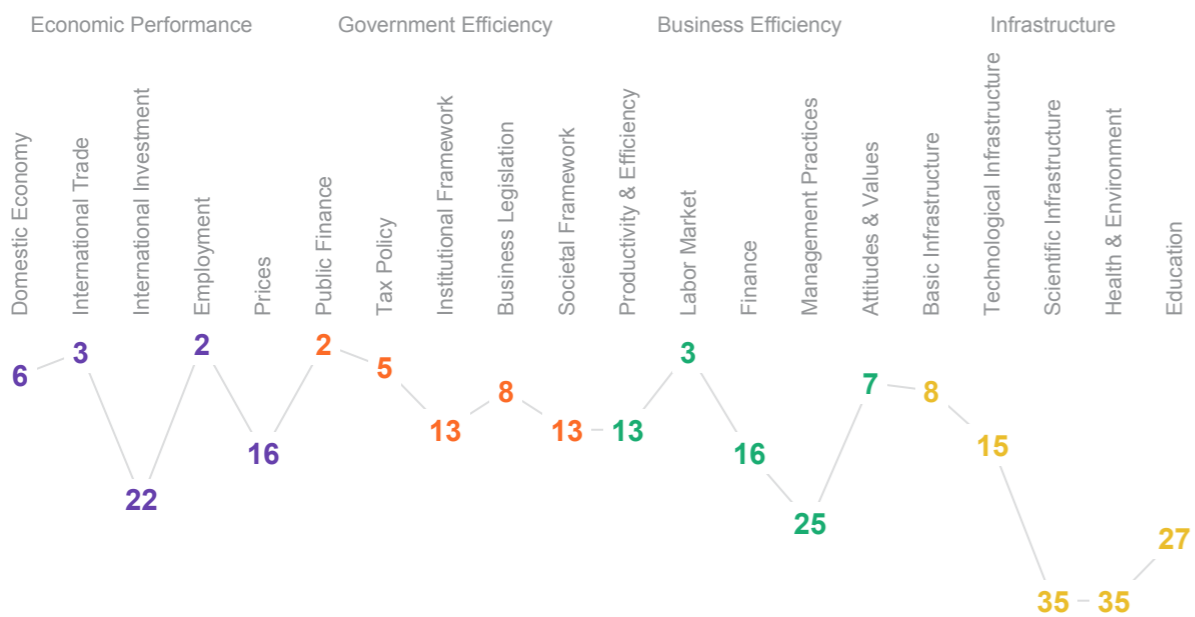 Economic Performance
Government Efficiency
Business Efficiency
Infrastructure
Domestic Economy
International Trade
International Investment
Employment
Prices
Public Finance
Tax Policy
Institutional Framework
Business Legislation
Societal Framework
Productivity & Efficiency
Labor Market
Finance
Management Practices
Attitudes & Values
Basic Infrastructure
Technological Infrastructure
Scientific Infrastructure
Health & Environment
Education
6
3
22
2
16
2
5
13
8
13
13
3
16
25
7
8
15
35
35
27